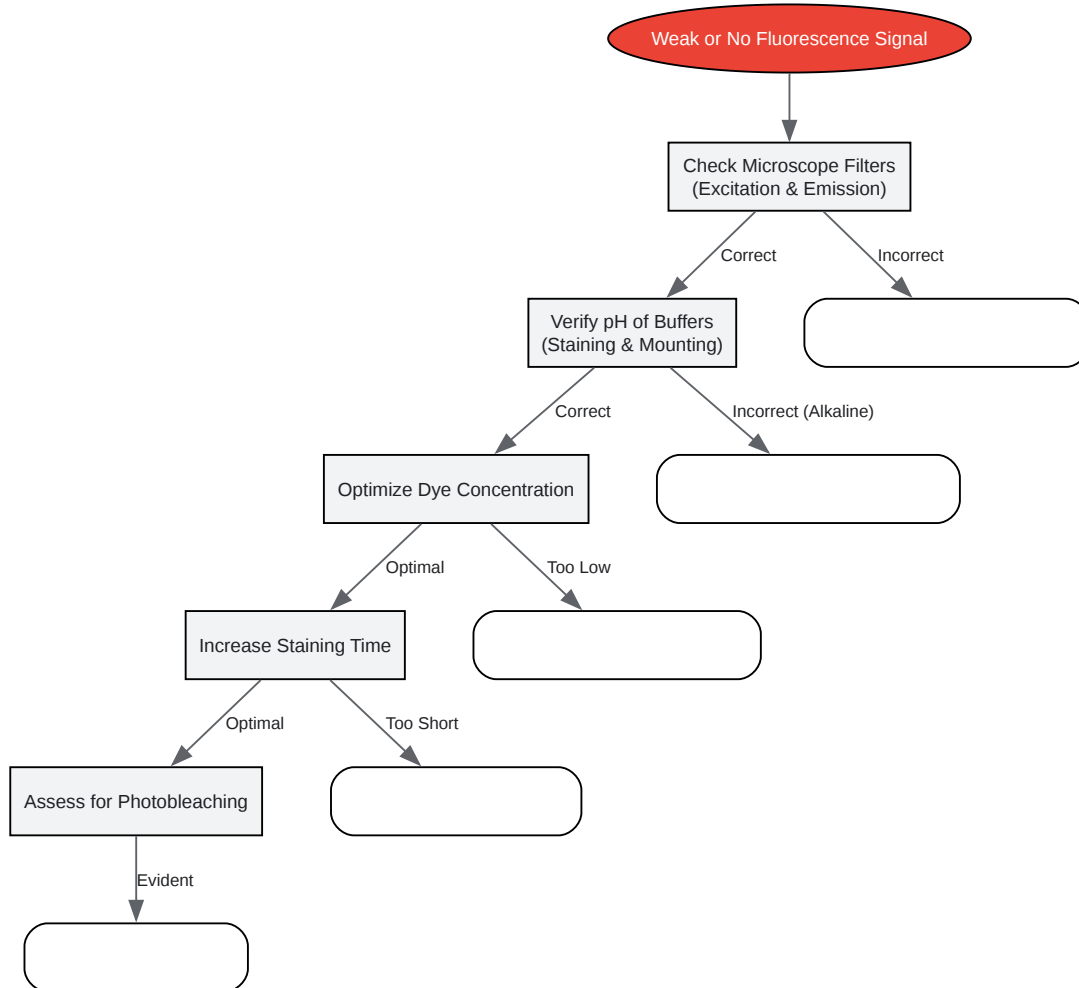 Weak or No Fluorescence Signal
Check Microscope Filters
(Excitation & Emission)
Correct
Incorrect
Verify pH of Buffers
(Staining & Mounting)
Correct
Incorrect (Alkaline)
Optimize Dye Concentration
Optimal
Too Low
Increase Staining Time
Optimal
Too Short
Assess for Photobleaching
Evident